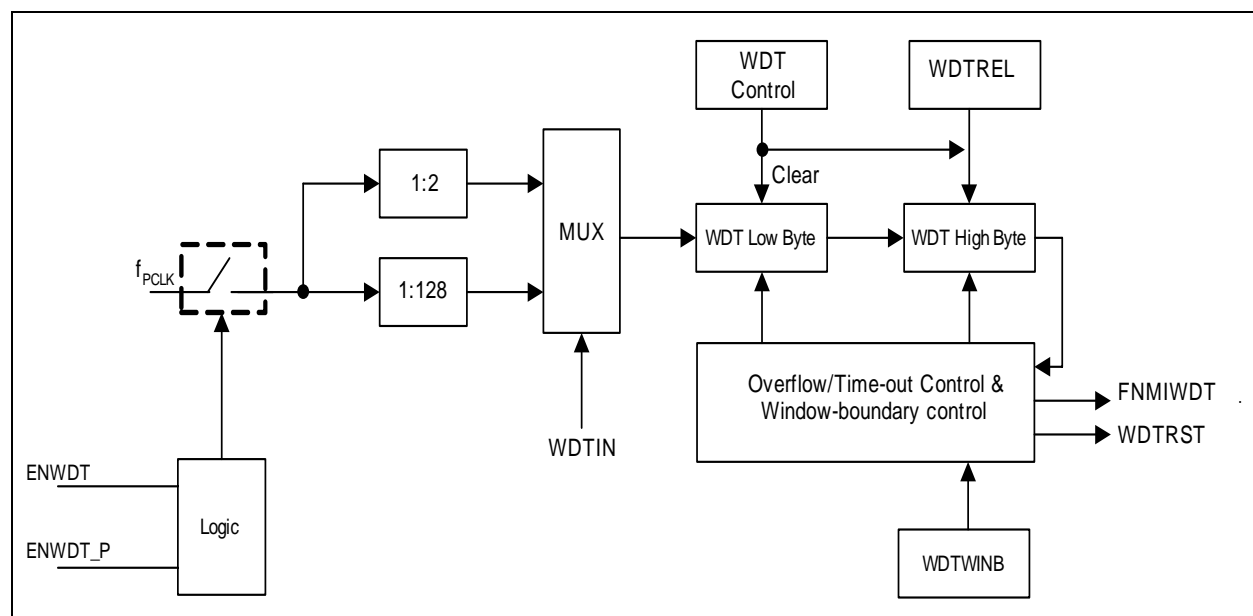 WDT
Control
WDTREL
Clear
1:2
MUX
WDT Low Byte
WDT High Byte
fPCLK
1:128
Overflow/Time-out Control &
Window-boundary control
FNMIWDT
WDTRST
WDTIN
ENWDT
Logic
ENWDT_P
WDTWINB